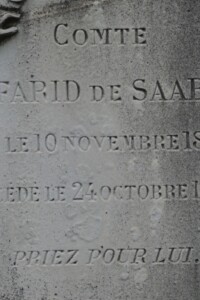 COMTE
FARID DE SAAB
LE 10 NOVEMBRE 18
ÉDÉ LE 24 OCTOBRE 1
PRIEZ POUR LUI.